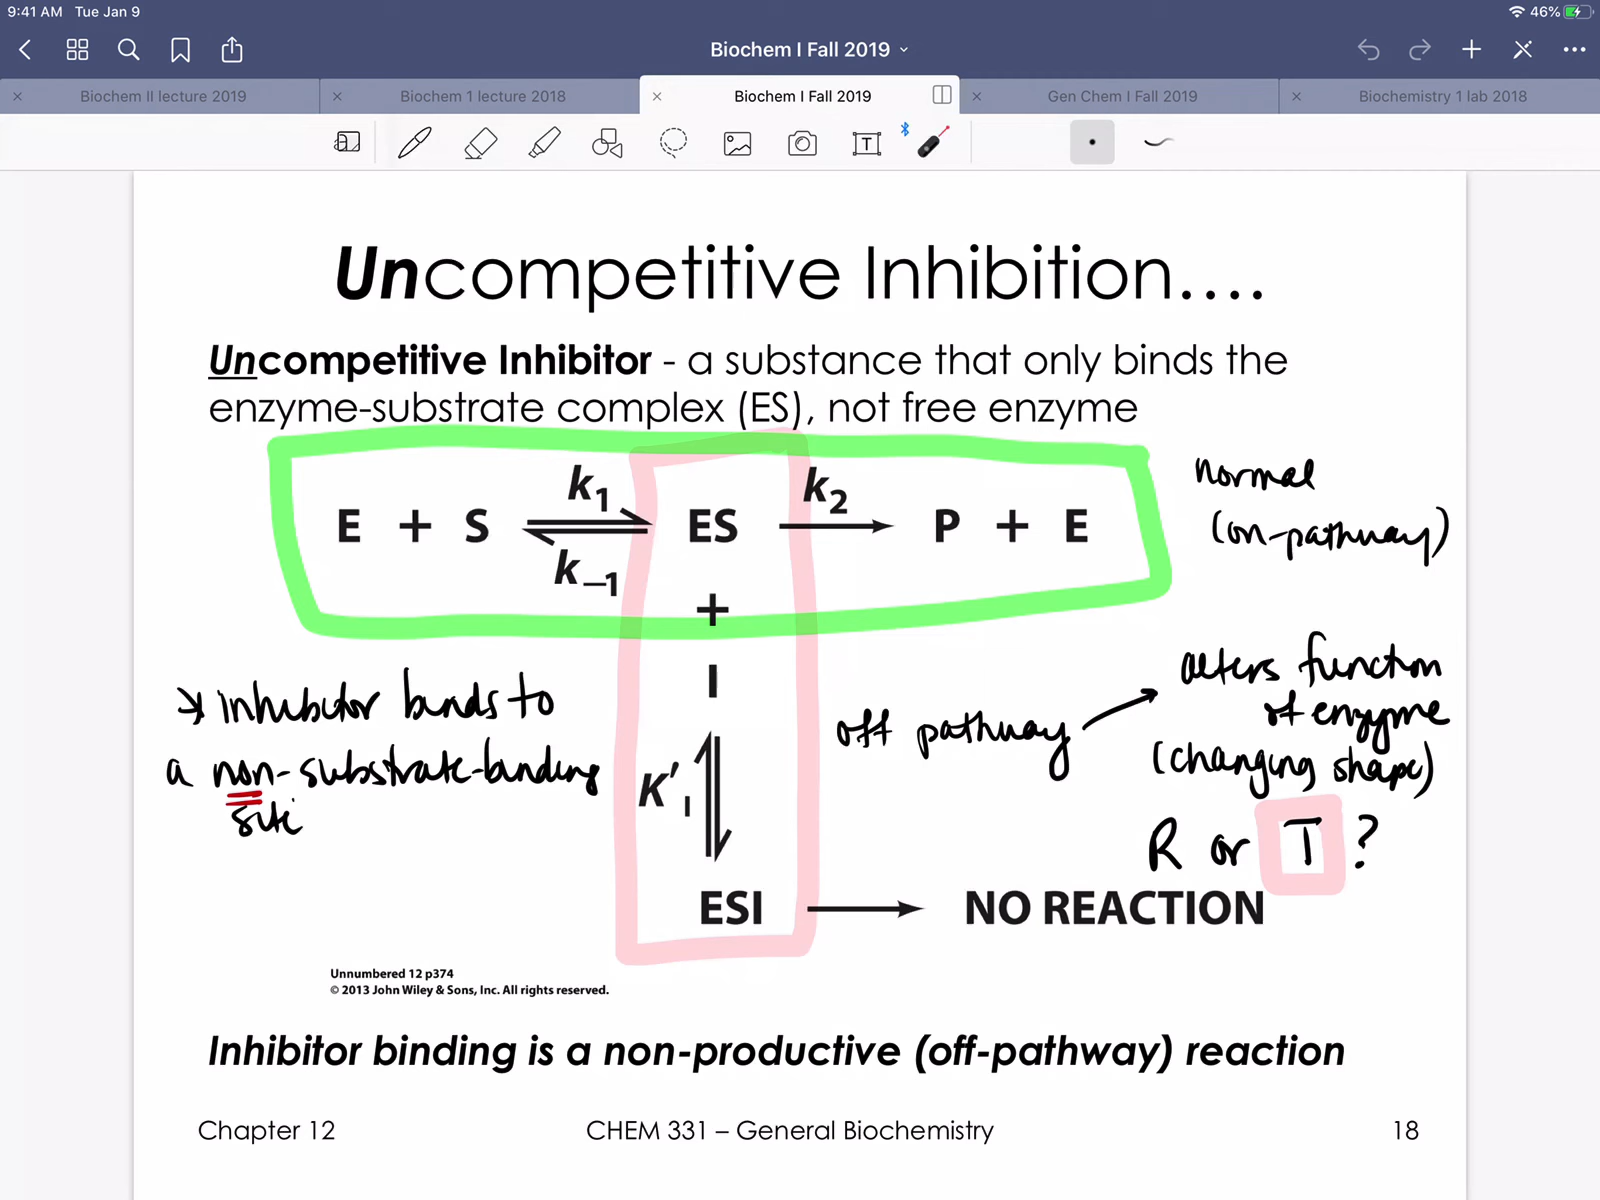 9:41 AM Tue Jan 9
46%
Biochem I Fall 2019
Biochem II lecture 2019
Biochem 1 lecture 2018
Biochem I Fall 2019
Gen Chem I Fall 2019
Biochemistry 1 lab 2018
a
T
Uncompetitive Inhibition....
Uncompetitive Inhibitor - a substance that only binds the
enzyme-substrate complex (ES), not free enzyme
normal
(on-pathway)
k1 k2
E + S ES P + E
k−1
+
I
alters function
of enzyme
(changing shape)
R or T ?
off pathway
→ inhibitor binds to
a non-substrate-binding
site
K'I
ESI NO REACTION
Unnumbered 12 p374
© 2013 John Wiley & Sons, Inc. All rights reserved.
Inhibitor binding is a non-productive (off-pathway) reaction
Chapter 12
CHEM 331 – General Biochemistry
18